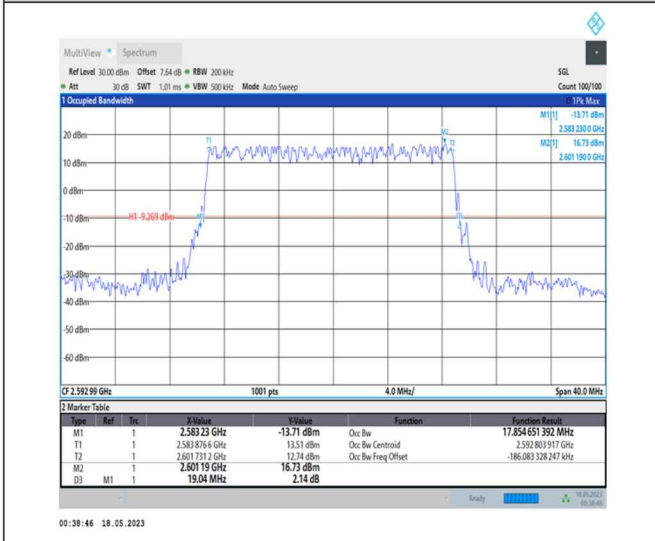 MultiView Spectrum
Ref Level 30.00 dBm Offset 7.64 dB RBW 200 kHz SGL
Att 30 dB SWT 1.01 ms VBW 500 kHz Mode Auto Sweep Count 100/100
1 Occupied Bandwidth 1Pk Max
M1[1] -13.71 dBm
2.583 230 0 GHz
M2[1] 16.73 dBm
2.601 190 0 GHz
M2
T1 T2
20 dBm
10 dBm
0 dBm
-10 dBm H1 -9.269 dBm M1 D3
-20 dBm
-30 dBm
-40 dBm
-50 dBm
-60 dBm
CF 2.592 99 GHz 1001 pts 4.0 MHz/ Span 40.0 MHz
2 Marker Table
Type Ref Trc X-Value Y-Value Function Function Result
M1 1 2.583 23 GHz -13.71 dBm Occ Bw 17.854 651 392 MHz
T1 1 2.583 876 6 GHz 13.51 dBm Occ Bw Centroid 2.592 803 917 GHz
T2 1 2.601 731 2 GHz 12.74 dBm Occ Bw Freq Offset -186.083 328 247 kHz
M2 1 2.601 19 GHz 16.73 dBm
D3 M1 1 19.04 MHz 2.14 dB
Ready 18.05.2023
00:38:46
00:38:46 18.05.2023